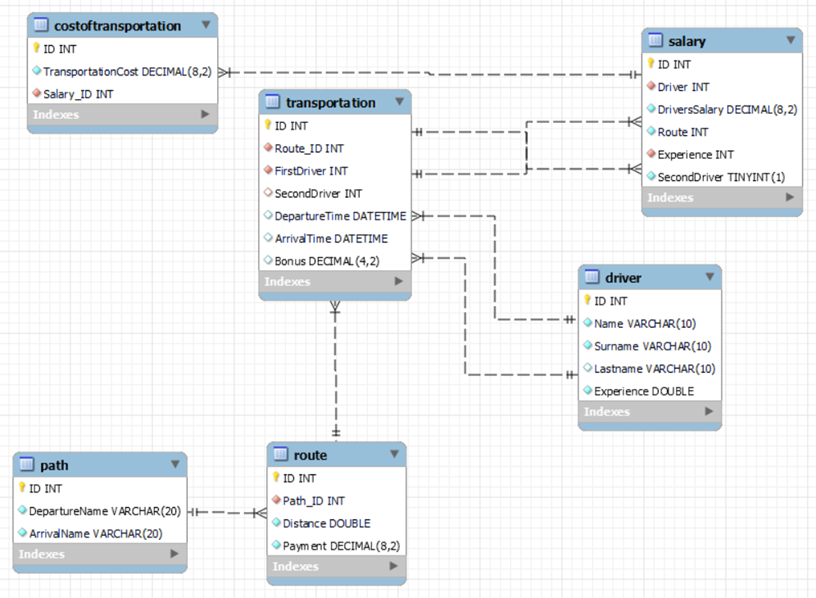 costoftransportation
ID INT
TransportationCost DECIMAL(8,2)
Salary_ID INT
Indexes
transportation
ID INT
Route_ID INT
FirstDriver INT
SecondDriver INT
DepartureTime DATETIME
ArrivalTime DATETIME
Bonus DECIMAL(4,2)
Indexes
salary
ID INT
Driver INT
DriversSalary DECIMAL(8,2)
Route INT
Experience INT
SecondDriver TINYINT(1)
Indexes
driver
ID INT
Name VARCHAR(10)
Surname VARCHAR(10)
Lastname VARCHAR(10)
Experience DOUBLE
Indexes
path
ID INT
DepartureName VARCHAR(20)
ArrivalName VARCHAR(20)
Indexes
route
ID INT
Path_ID INT
Distance DOUBLE
Payment DECIMAL(8,2)
Indexes